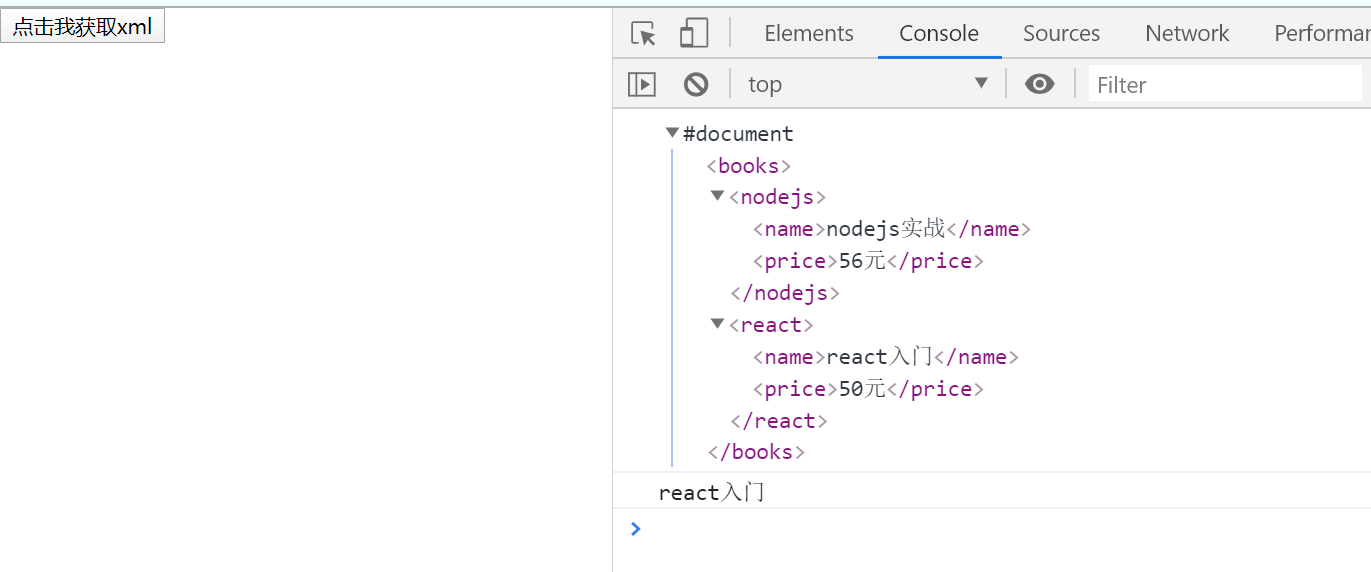 点击我获取xml
Elements Console Sources Network Performar
top Filter
#document
<books>
<nodejs>
<name>nodejs实战</name>
<price>56元</price>
</nodejs>
<react>
<name>react入门</name>
<price>50元</price>
</react>
</books>
react入门